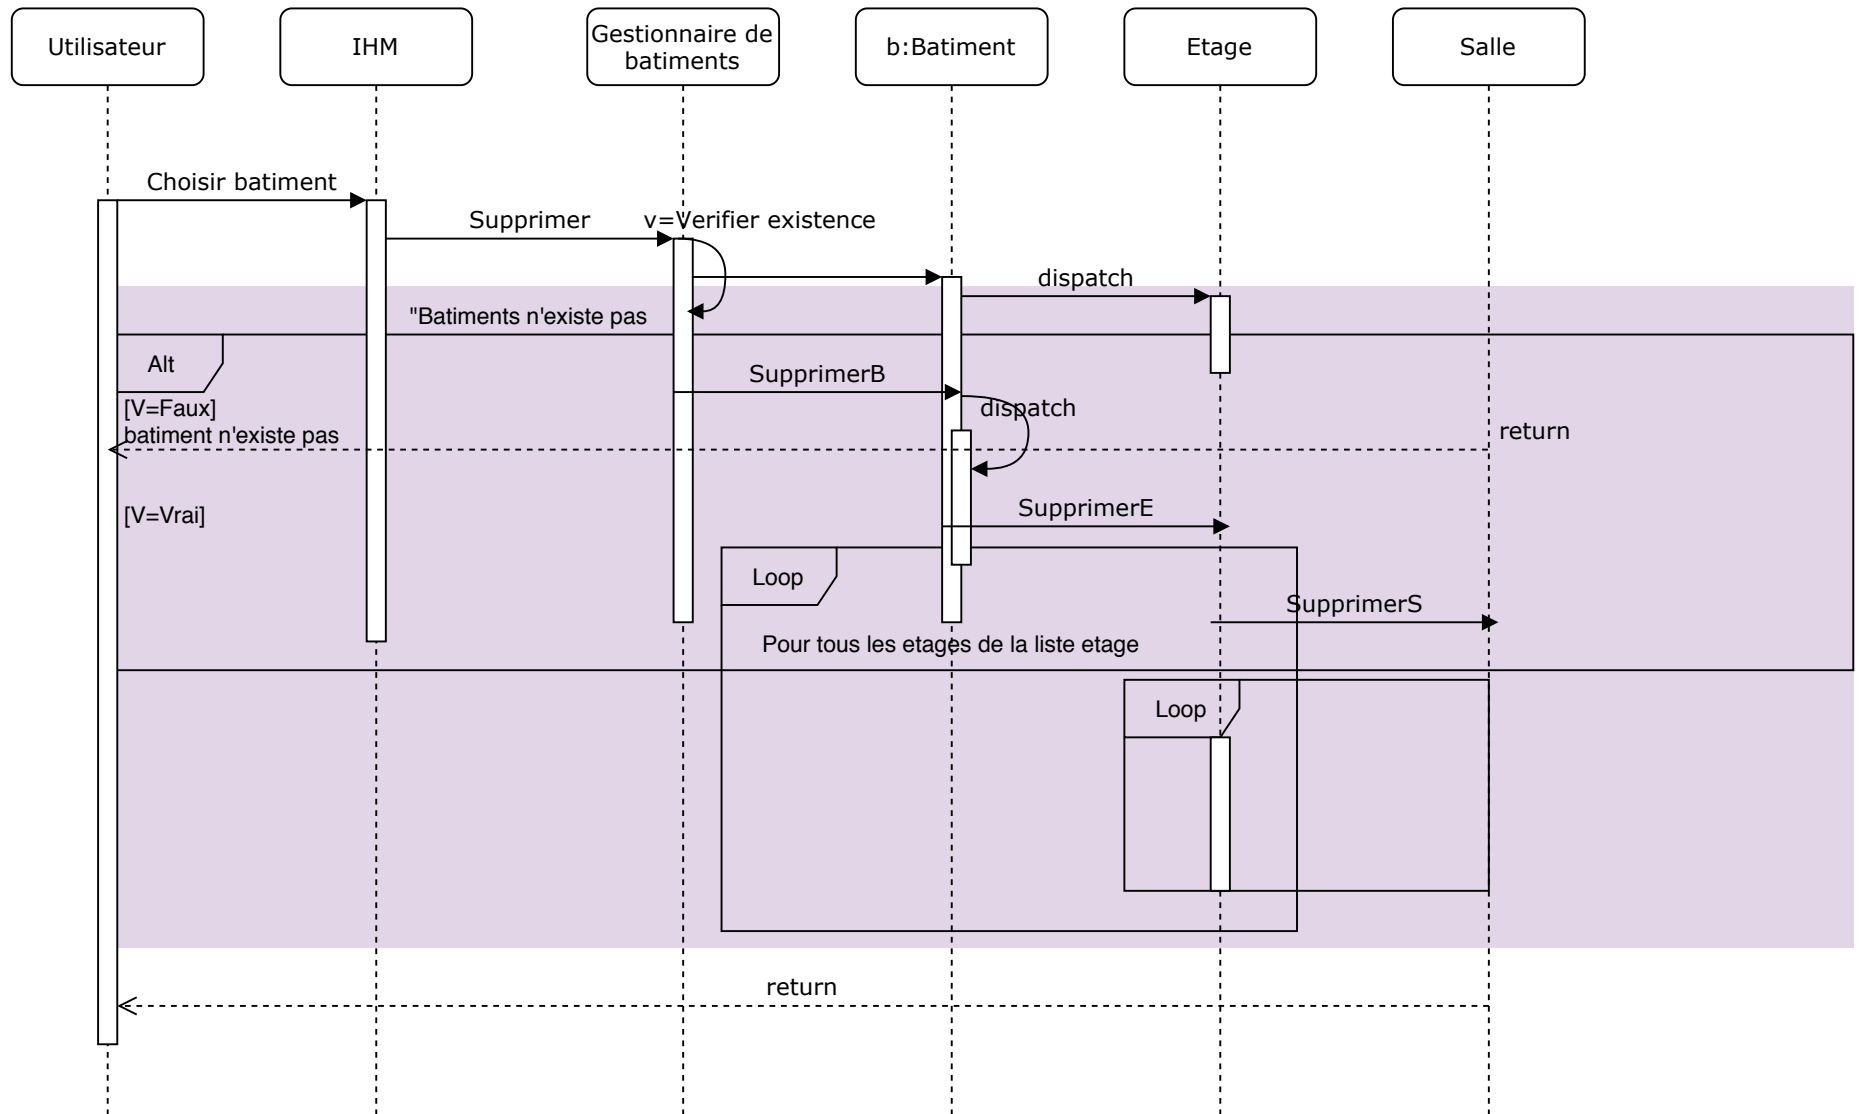 Utilisateur
IHM
Gestionnaire de
batiments
b:Batiment
Etage
Salle
Choisir batiment
Supprimer
v=Verifier existence
dispatch
"Batiments n'existe pas
Alt
SupprimerB
[V=Faux]
dispatch
batiment n'existe pas
return
[V=Vrai]
SupprimerE
Loop
SupprimerS
Pour tous les etages de la liste etage
Loop
return